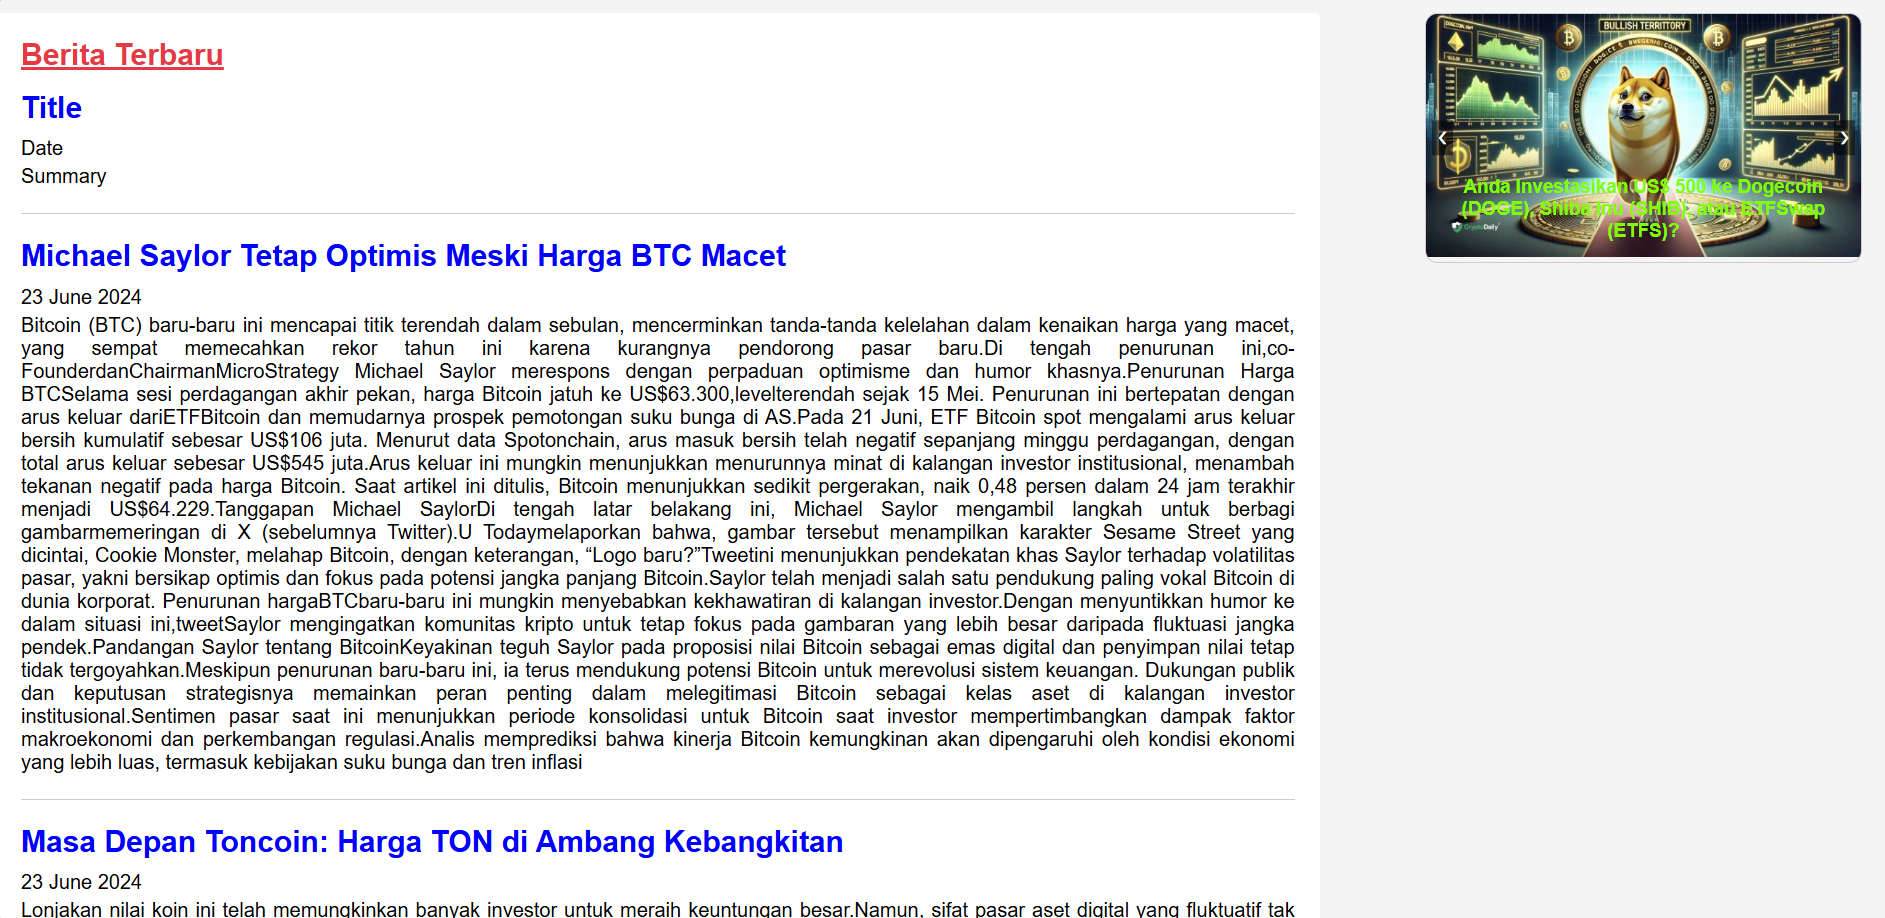 Berita Terbaru
Title
Date
Summary
Michael Saylor Tetap Optimis Meski Harga BTC Macet
23 June 2024
Bitcoin (BTC) baru-baru ini mencapai titik terendah dalam sebulan, mencerminkan tanda-tanda kelelahan dalam kenaikan harga yang macet,
yang sempat memecahkan rekor tahun ini karena kurangnya pendorong pasar baru.Di tengah penurunan ini,co-
FounderdanChairmanMicroStrategy Michael Saylor merespons dengan perpaduan optimisme dan humor khasnya.Penurunan Harga
BTCSelama sesi perdagangan akhir pekan, harga Bitcoin jatuh ke US$63.300,levelterendah sejak 15 Mei. Penurunan ini bertepatan dengan
arus keluar dariETFBitcoin dan memudarnya prospek pemotongan suku bunga di AS.Pada 21 Juni, ETF Bitcoin spot mengalami arus keluar
bersih kumulatif sebesar US$106 juta. Menurut data Spotonchain, arus masuk bersih telah negatif sepanjang minggu perdagangan, dengan
total arus keluar sebesar US$545 juta.Arus keluar ini mungkin menunjukkan menurunnya minat di kalangan investor institusional, menambah
tekanan negatif pada harga Bitcoin. Saat artikel ini ditulis, Bitcoin menunjukkan sedikit pergerakan, naik 0,48 persen dalam 24 jam terakhir
menjadi US$64.229.Tanggapan Michael SaylorDi tengah latar belakang ini, Michael Saylor mengambil langkah untuk berbagi
gambarmemeringan di X (sebelumnya Twitter).U Todaymelaporkan bahwa, gambar tersebut menampilkan karakter Sesame Street yang
dicintai, Cookie Monster, melahap Bitcoin, dengan keterangan, “Logo baru?”Tweetini menunjukkan pendekatan khas Saylor terhadap volatilitas
pasar, yakni bersikap optimis dan fokus pada potensi jangka panjang Bitcoin.Saylor telah menjadi salah satu pendukung paling vokal Bitcoin di
dunia korporat. Penurunan hargaBTCbaru-baru ini mungkin menyebabkan kekhawatiran di kalangan investor.Dengan menyuntikkan humor ke
dalam situasi ini,tweetSaylor mengingatkan komunitas kripto untuk tetap fokus pada gambaran yang lebih besar daripada fluktuasi jangka
pendek.Pandangan Saylor tentang BitcoinKeyakinan teguh Saylor pada proposisi nilai Bitcoin sebagai emas digital dan penyimpan nilai tetap
tidak tergoyahkan.Meskipun penurunan baru-baru ini, ia terus mendukung potensi Bitcoin untuk merevolusi sistem keuangan. Dukungan publik
dan keputusan strategisnya memainkan peran penting dalam melegitimasi Bitcoin sebagai kelas aset di kalangan investor
institusional.Sentimen pasar saat ini menunjukkan periode konsolidasi untuk Bitcoin saat investor mempertimbangkan dampak faktor
makroekonomi dan perkembangan regulasi.Analis memprediksi bahwa kinerja Bitcoin kemungkinan akan dipengaruhi oleh kondisi ekonomi
yang lebih luas, termasuk kebijakan suku bunga dan tren inflasi
Masa Depan Toncoin: Harga TON di Ambang Kebangkitan
23 June 2024
Lonjakan nilai koin ini telah memungkinkan banyak investor untuk meraih keuntungan besar.Namun, sifat pasar aset digital yang fluktuatif tak
BULLISH TERRITTORY
Anda Investasikan US$ 500 ke Dogecoin
(DOGE), Shiba Inu (SHIB), atau ETFSwap
(ETFS)?
CryptoDaily